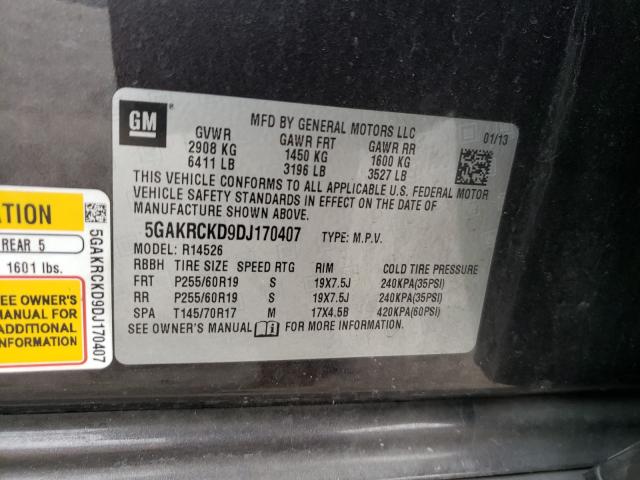 GM
MFD BY GENERAL MOTORS LLC
01/13
GVWR GAWR FRT GAWR RR
2908 KG 1450 KG 1600 KG
6411 LB 3196 LB 3527 LB
THIS VEHICLE CONFORMS TO ALL APPLICABLE U.S. FEDERAL MOTOR
VEHICLE SAFETY STANDARDS IN EFFECT ON THE DATE OF
MANUFACTURE SHOWN ABOVE.
5GAKRCKD9DJ170407 TYPE: M.P.V.
MODEL: R14526
RBBH TIRE SIZE SPEED RTG RIM COLD TIRE PRESSURE
FRT P255/60R19 S 19X7.5J 240KPA(35PSI)
RR P255/60R19 S 19X7.5J 240KPA(35PSI)
SPA T145/70R17 M 17X4.5B 420KPA(60PSI)
SEE OWNER'S MANUAL FOR MORE INFORMATION.
ATION
REAR 5
1601 lbs.
SEE OWNER'S
MANUAL FOR
ADDITIONAL
INFORMATION
5GAKRCKD9DJ170407